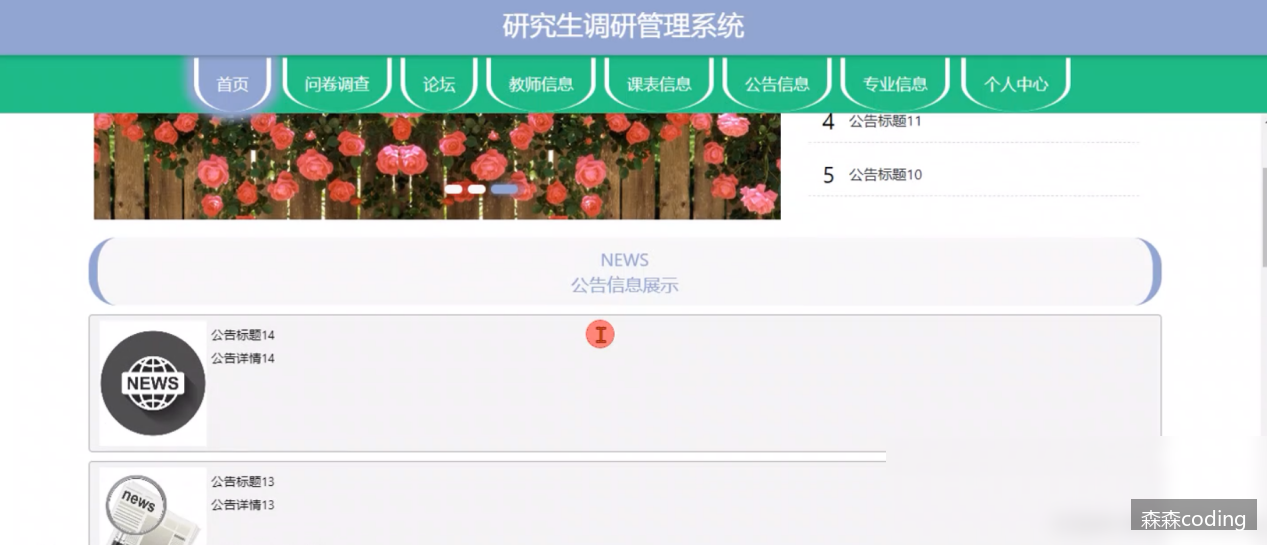 研究生调研管理系统
首页 问卷调查 论坛 教师信息 课表信息 公告信息 专业信息 个人中心
4 公告标题11
5 公告标题10
NEWS
公告信息展示
公告标题14
公告详情14
NEWS
公告标题13
公告详情13
news
森森coding